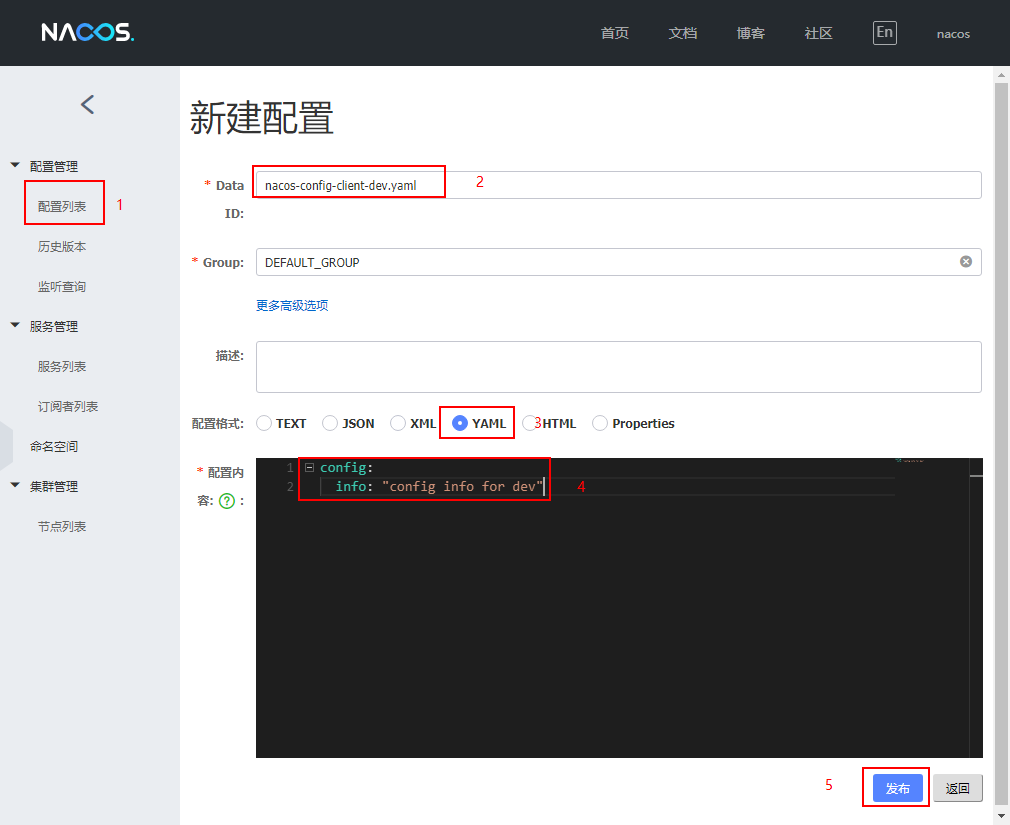 NACOS.
首页 文档 博客 社区 En nacos
新建配置
配置管理
配置列表 1
历史版本
监听查询
服务管理
服务列表
订阅者列表
命名空间
集群管理
节点列表
* Data ID: nacos-config-client-dev.yaml 2
* Group: DEFAULT_GROUP
更多高级选项
描述:
配置格式: TEXT JSON XML YAML 3 HTML Properties
* 配置内容: ? :
1 config:
2 info: "config info for dev" 4
5 发布 返回